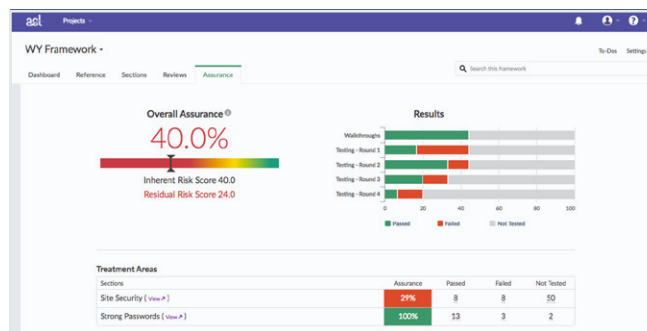 acl Projects
WY Framework
To-Dos Settings
Dashboard Reference Sections Reviews Assurance
Search this framework
Overall Assurance
40.0%
Inherent Risk Score 40.0
Residual Risk Score 24.0
Results
Walkthroughs
Testing - Round 1
Testing - Round 2
Testing - Round 3
Testing - Round 4
0 20 40 60 80 100
Passed Failed Not Tested
Treatment Areas
Sections Assurance Passed Failed Not Tested
Site Security ( View ) 29% 8 8 50
Strong Passwords ( View ) 100% 13 3 2